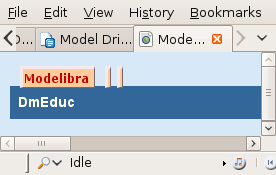 File Edit View History Bookmarks
D... Model Dri... Mode...
Modelibra
DmEduc
Idle